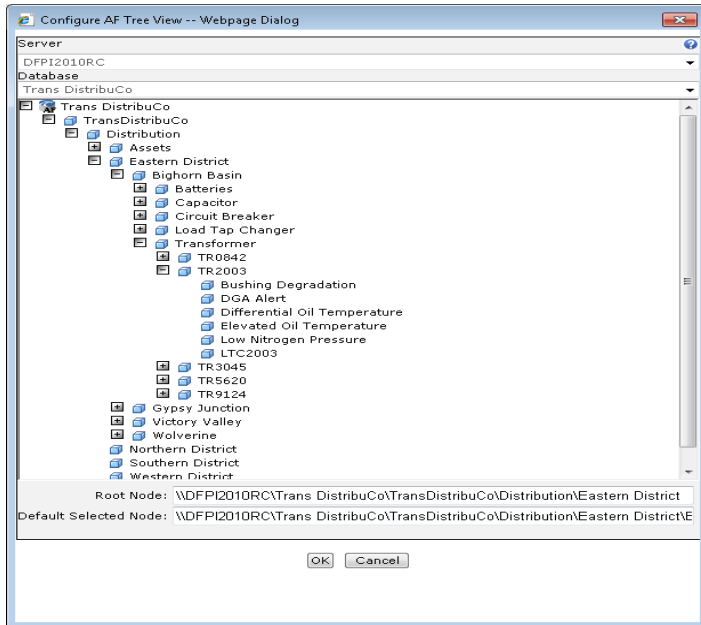 Configure AF Tree View -- Webpage Dialog
Server
DFPI2010RC
Database
Trans DistribuCo
Trans DistribuCo
TransDistribuCo
Distribution
Assets
Eastern District
Bighorn Basin
Batteries
Capacitor
Circuit Breaker
Load Tap Changer
Transformer
TR0842
TR2003
Bushing Degradation
DGA Alert
Differential Oil Temperature
Elevated Oil Temperature
Low Nitrogen Pressure
LTC2003
TR3045
TR5620
TR9124
Gypsy Junction
Victory Valley
Wolverine
Northern District
Southern District
Western District
Root Node: \\DFPI2010RC\Trans DistribuCo\TransDistribuCo\Distribution\Eastern District
Default Selected Node: \\DFPI2010RC\Trans DistribuCo\TransDistribuCo\Distribution\Eastern District\E
OK Cancel